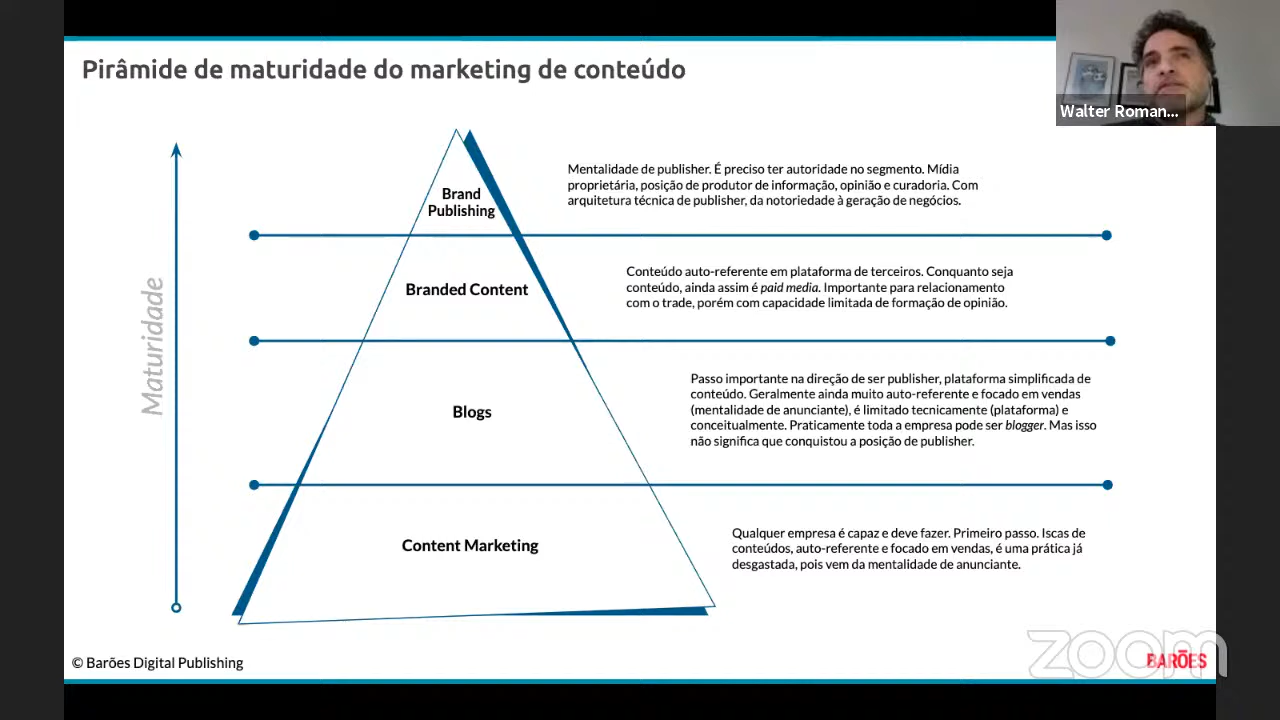 Pirâmide de maturidade do marketing de conteúdo
Walter Roman...
Maturidade
Brand
Publishing
Mentalidade de publisher. É preciso ter autoridade no segmento. Mídia
proprietária, posição de produtor de informação, opinião e curadoria. Com
arquitetura técnica de publisher, da notoriedade à geração de negócios.
Branded Content
Conteúdo auto-referente em plataforma de terceiros. Conquanto seja
conteúdo, ainda assim é paid media. Importante para relacionamento
com o trade, porém com capacidade limitada de formação de opinião.
Blogs
Passo importante na direção de ser publisher, plataforma simplificada de
conteúdo. Geralmente ainda muito auto-referente e focado em vendas
(mentalidade de anunciante), é limitado tecnicamente (plataforma) e
conceitualmente. Praticamente toda a empresa pode ser blogger. Mas isso
não significa que conquistou a posição de publisher.
Content Marketing
Qualquer empresa é capaz e deve fazer. Primeiro passo. Iscas de
conteúdos, auto-referente e focado em vendas, é uma prática já
desgastada, pois vem da mentalidade de anunciante.
© Barões Digital Publishing
zoom
BARÕES